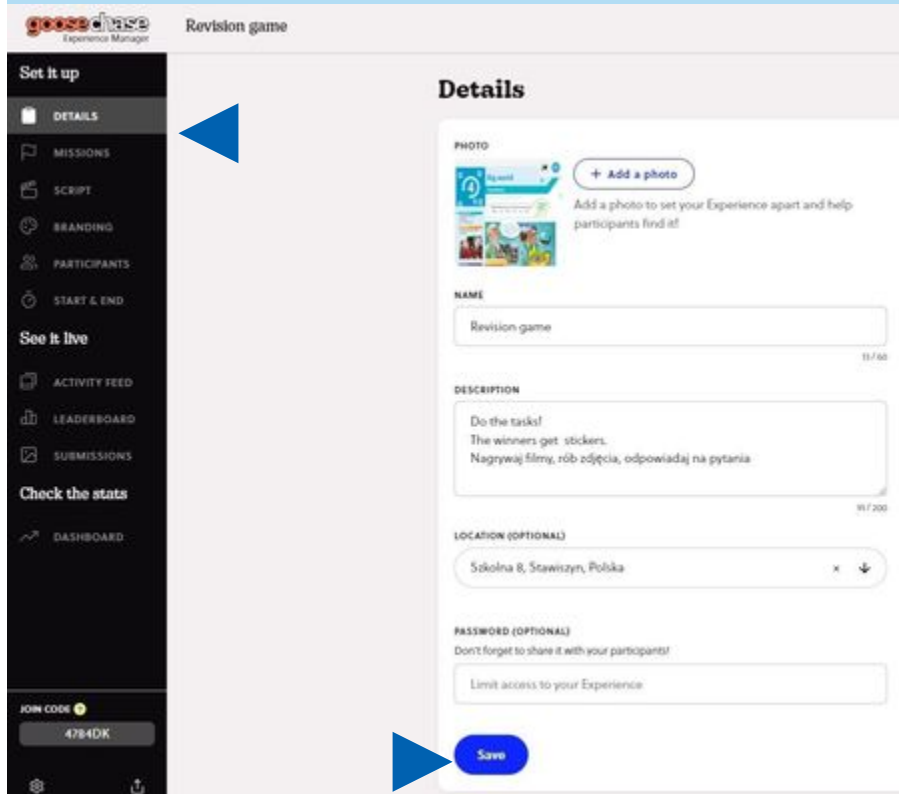 goosechase
Experience Manager
Revision game
Set it up
DETAILS
MISSIONS
SCRIPT
BRANDING
PARTICIPANTS
START & END
See it live
ACTIVITY FEED
LEADERBOARD
SUBMISSIONS
Check the stats
DASHBOARD
JOIN CODE ?
4784DK
Details
PHOTO
+ Add a photo
Add a photo to set your Experience apart and help
participants find it!
NAME
Revision game
13/60
DESCRIPTION
Do the tasks!
The winners get stickers.
Nagrywaj filmy, rób zdjęcia, odpowiadaj na pytania
/ 200
LOCATION (OPTIONAL)
Szkolna 8, Stawiszyn, Polska
PASSWORD (OPTIONAL)
Don't forget to share it with your participants!
Limit access to your Experience
Save